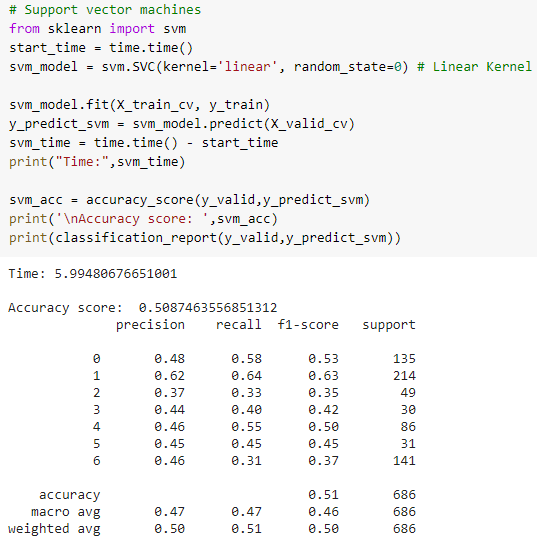 # Support vector machines
from sklearn import svm
start_time = time.time()
svm_model = svm.SVC(kernel='linear', random_state=0) # Linear Kernel
svm_model.fit(X_train_cv, y_train)
y_predict_svm = svm_model.predict(X_valid_cv)
svm_time = time.time() - start_time
print("Time:",svm_time)
svm_acc = accuracy_score(y_valid,y_predict_svm)
print('\nAccuracy score: ',svm_acc)
print(classification_report(y_valid,y_predict_svm))
Time: 5.99480676651001
Accuracy score:  0.5087463556851312
precision recall f1-score support
0 0.48 0.58 0.53 135
1 0.62 0.64 0.63 214
2 0.37 0.33 0.35 49
3 0.44 0.40 0.42 30
4 0.46 0.55 0.50 86
5 0.45 0.45 0.45 31
6 0.46 0.31 0.37 141
accuracy 0.51 686
macro avg 0.47 0.47 0.46 686
weighted avg 0.50 0.51 0.50 686